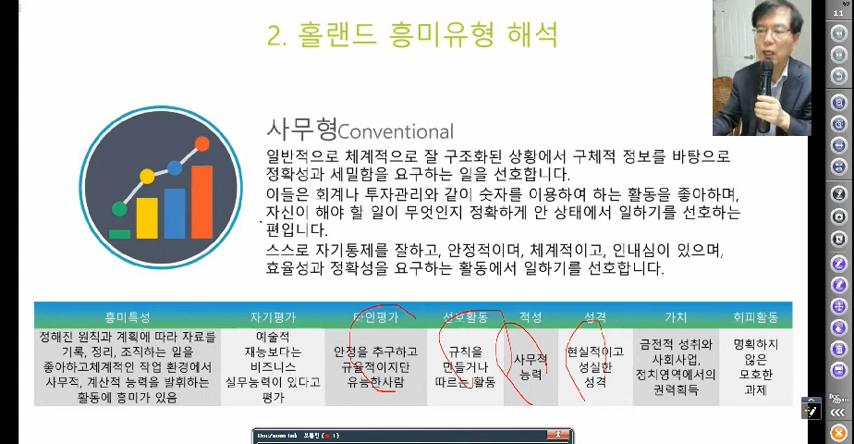 2. 홀랜드 흥미유형 해석
11
사무형Conventional
일반적으로 체계적으로 잘 구조화된 상황에서 구체적 정보를 바탕으로
정확성과 세밀함을 요구하는 일을 선호합니다.
이들은 회계나 투자관리와 같이 숫자를 이용하여 하는 활동을 좋아하며,
자신이 해야 할 일이 무엇인지 정확하게 안 상태에서 일하기를 선호하는
편입니다.
스스로 자기통제를 잘하고, 안정적이며, 체계적이고, 인내심이 있으며,
효율성과 정확성을 요구하는 활동에서 일하기를 선호합니다.
흥미특성
정해진 원칙과 계획에 따라 자료를
기록, 정리, 조직하는 일을
좋아하고체계적인 작업 환경에서
사무적, 계산적 능력을 발휘하는
활동에 흥미가 있음
자기평가
예술적
재능보다는
비즈니스
실무능력이 있다고
평가
타인평가
안정을 추구하고
규율적이지만
유능한사람
선호활동
규칙을
만들거나
따르는 활동
적성
사무적
능력
성격
현실적이고
성실한
성격
가치
금전적 성취와
사회사업,
정치영역에서의
권력획득
회피활동
명확하지
않은
모호한
과제